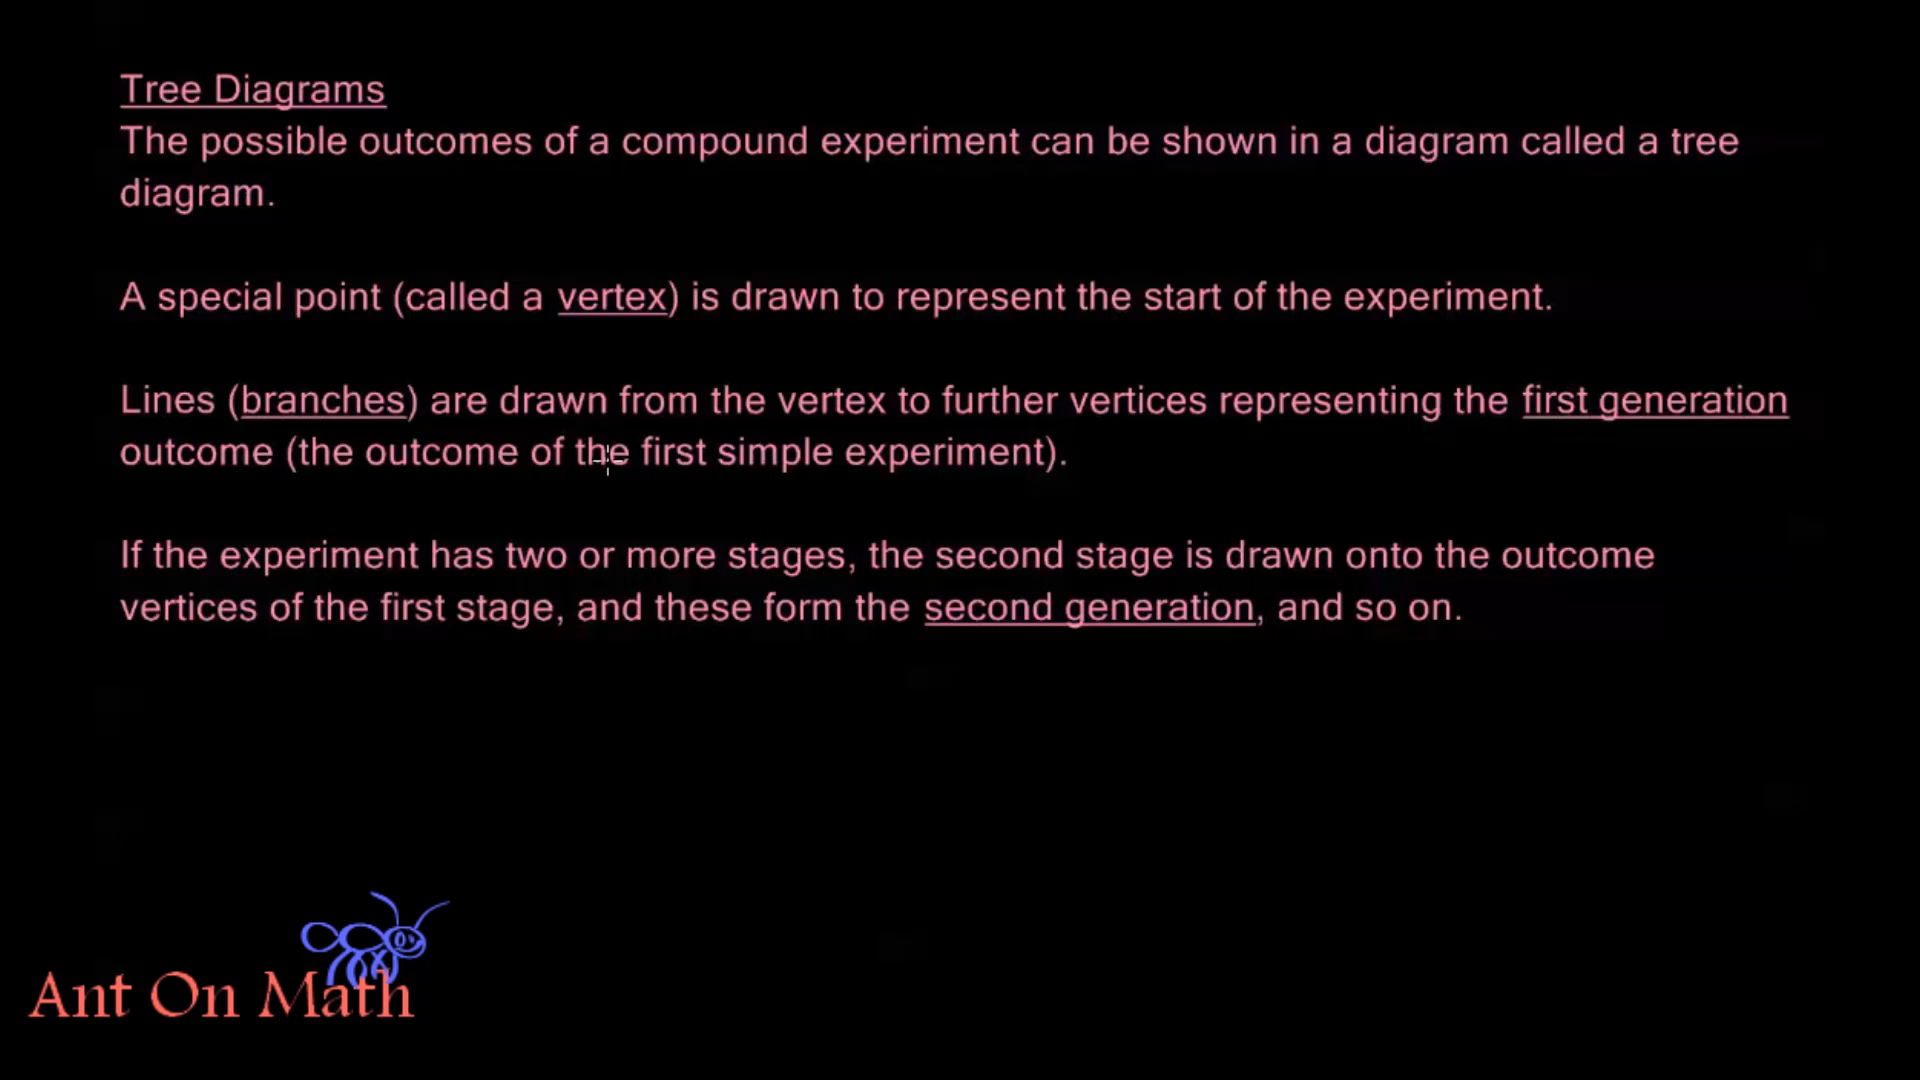 Tree Diagrams
The possible outcomes of a compound experiment can be shown in a diagram called a tree
diagram.
A special point (called a vertex) is drawn to represent the start of the experiment.
Lines (branches) are drawn from the vertex to further vertices representing the first generation
outcome (the outcome of the first simple experiment).
If the experiment has two or more stages, the second stage is drawn onto the outcome
vertices of the first stage, and these form the second generation, and so on.
Ant On Math